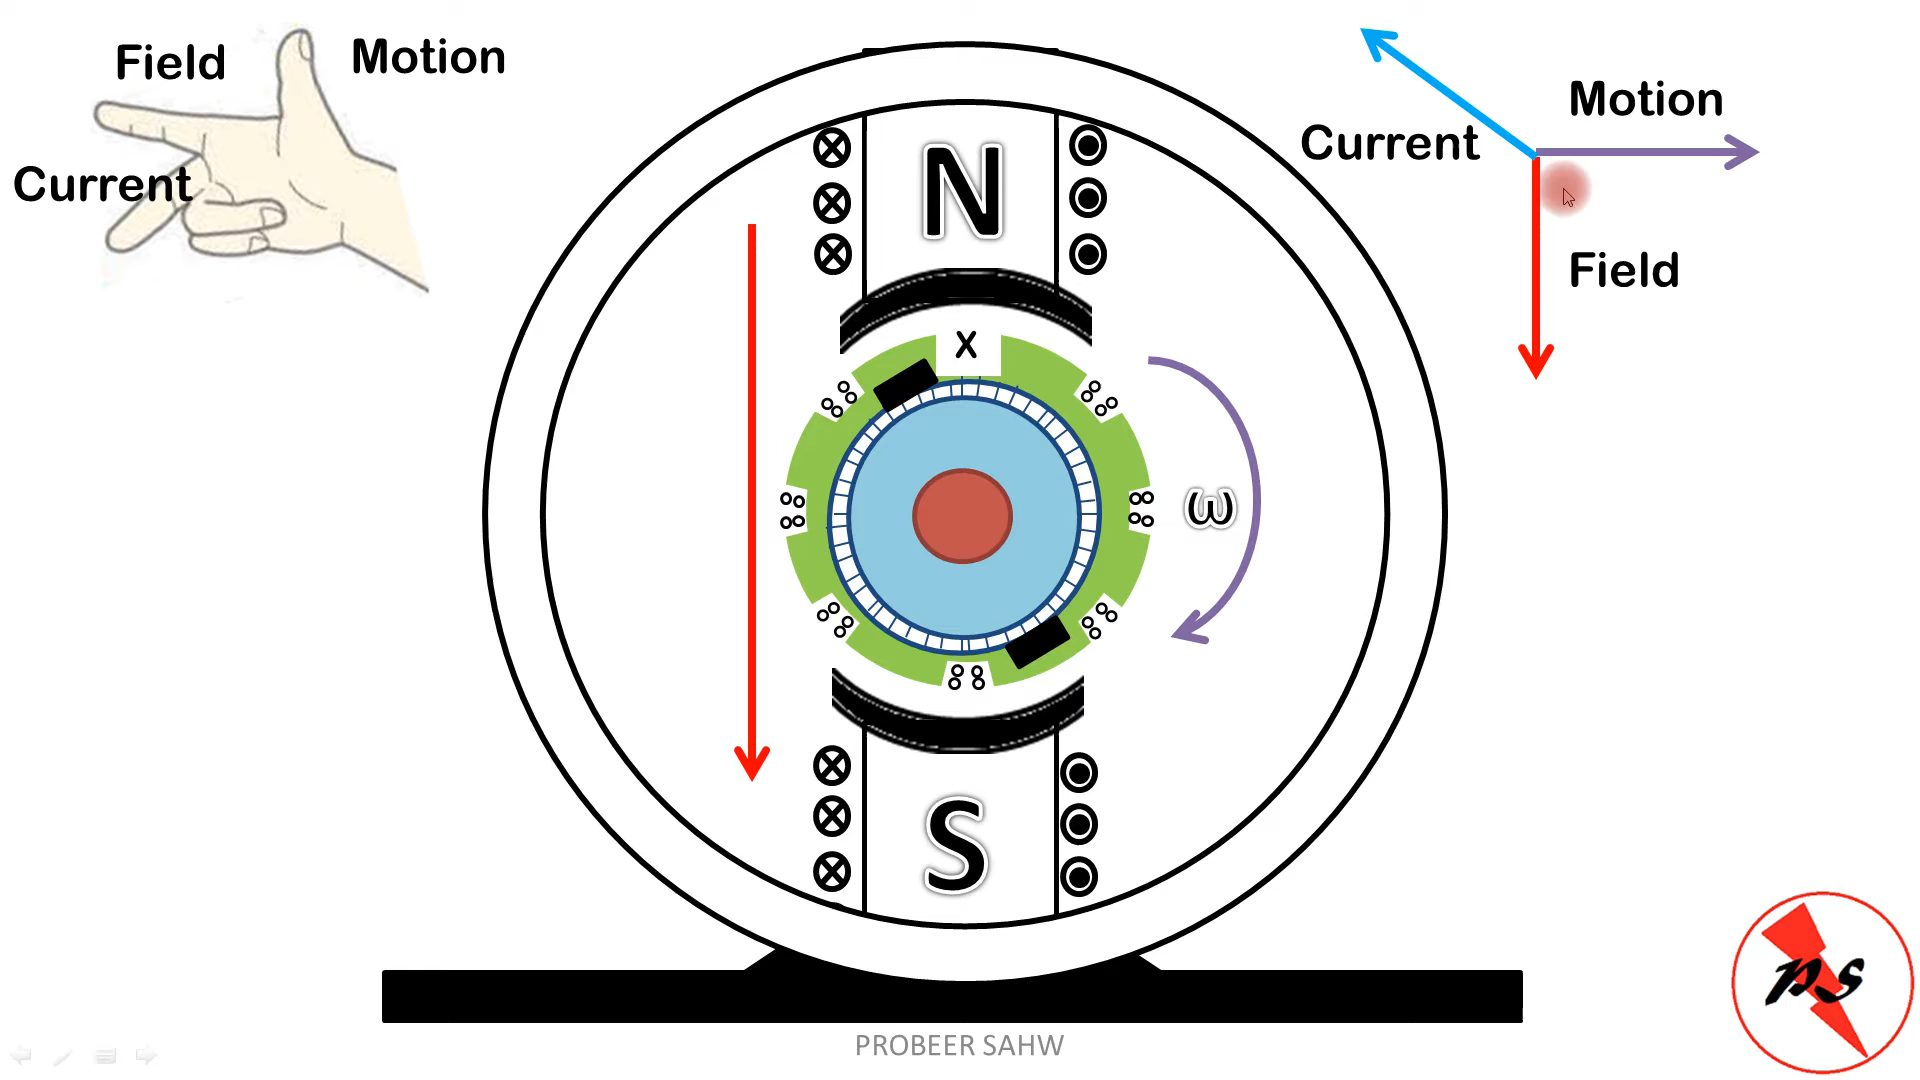 Field
Motion
Current
N
X
ω
S
Motion
Current
Field
PROBEER SAHW
PS